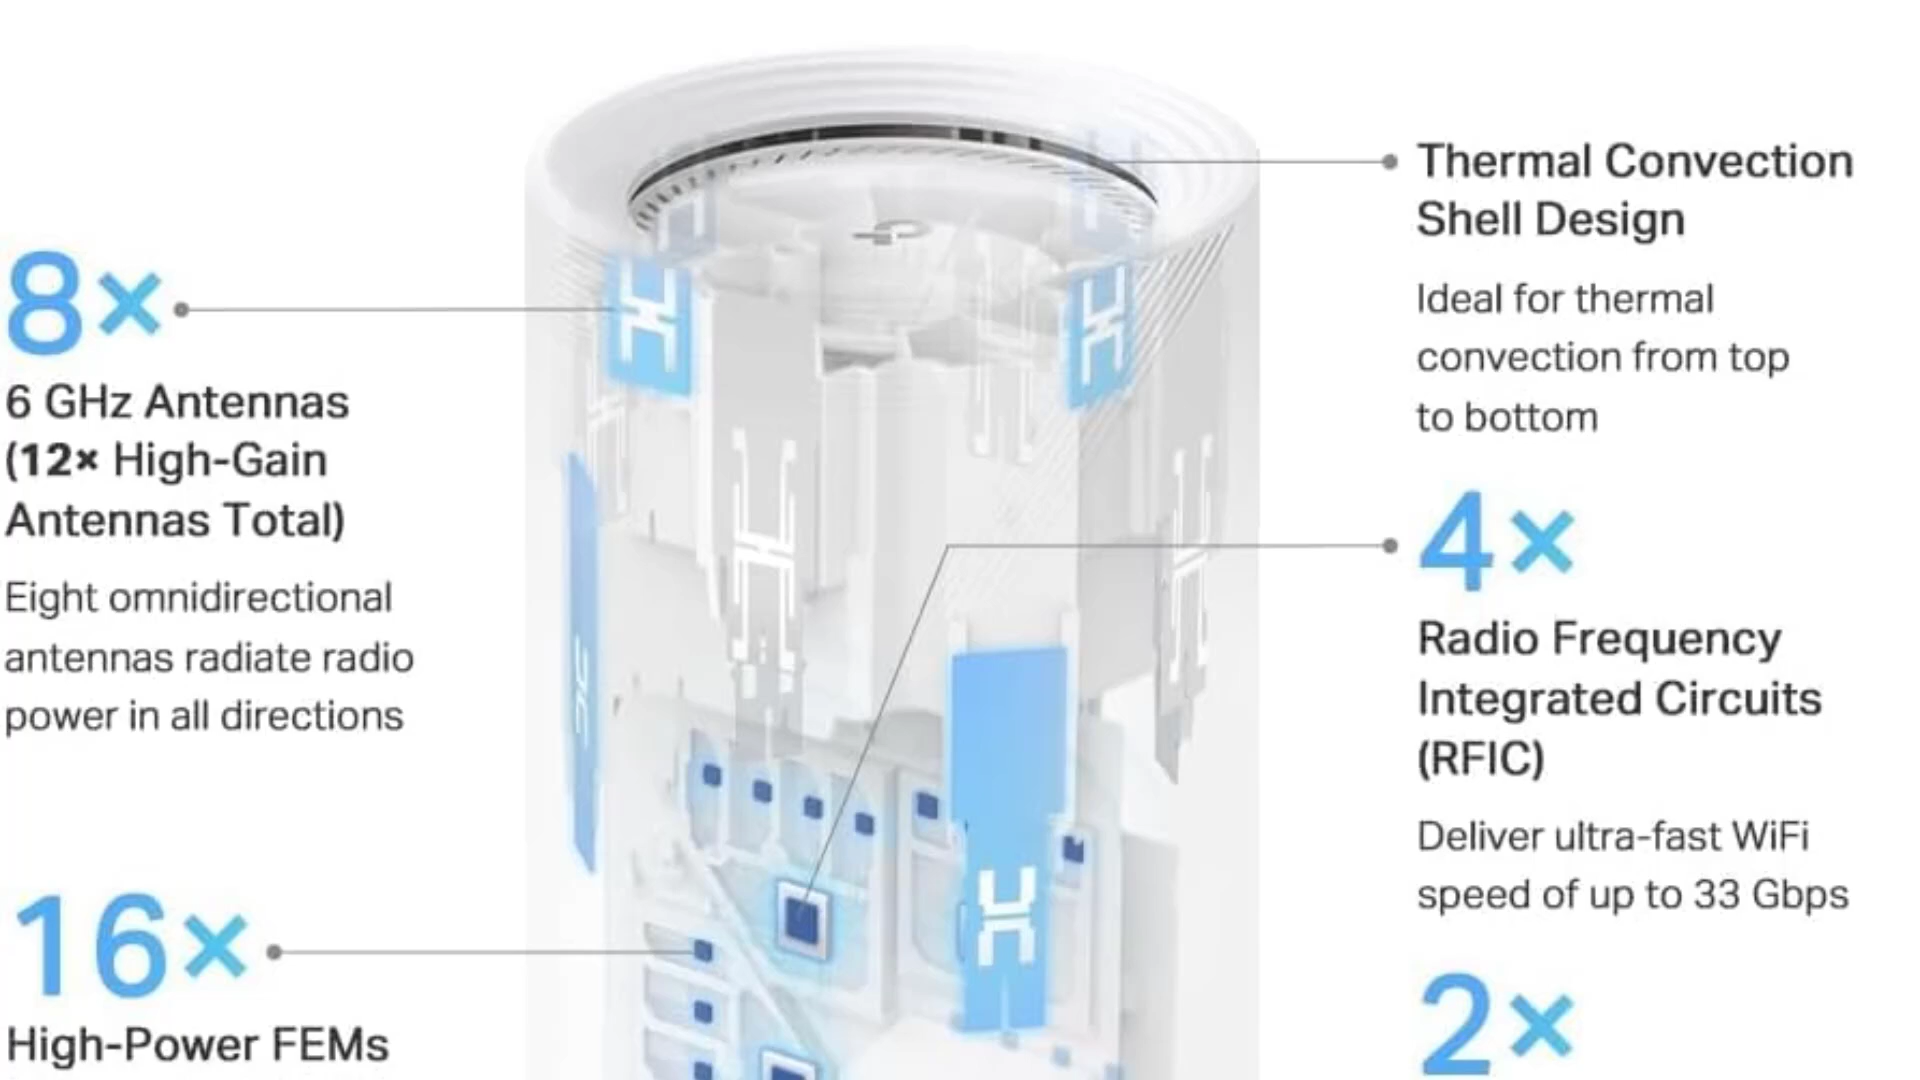 8×
6 GHz Antennas
(12× High-Gain
Antennas Total)
Eight omnidirectional
antennas radiate radio
power in all directions
16×
High-Power FEMs
Thermal Convection
Shell Design
Ideal for thermal
convection from top
to bottom
4×
Radio Frequency
Integrated Circuits
(RFIC)
Deliver ultra-fast WiFi
speed of up to 33 Gbps
2×